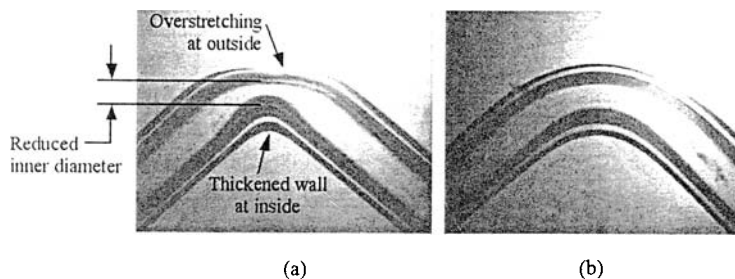 Overstretching
at outside
Reduced
inner diameter
Thickened wall
at inside
(a)
(b)